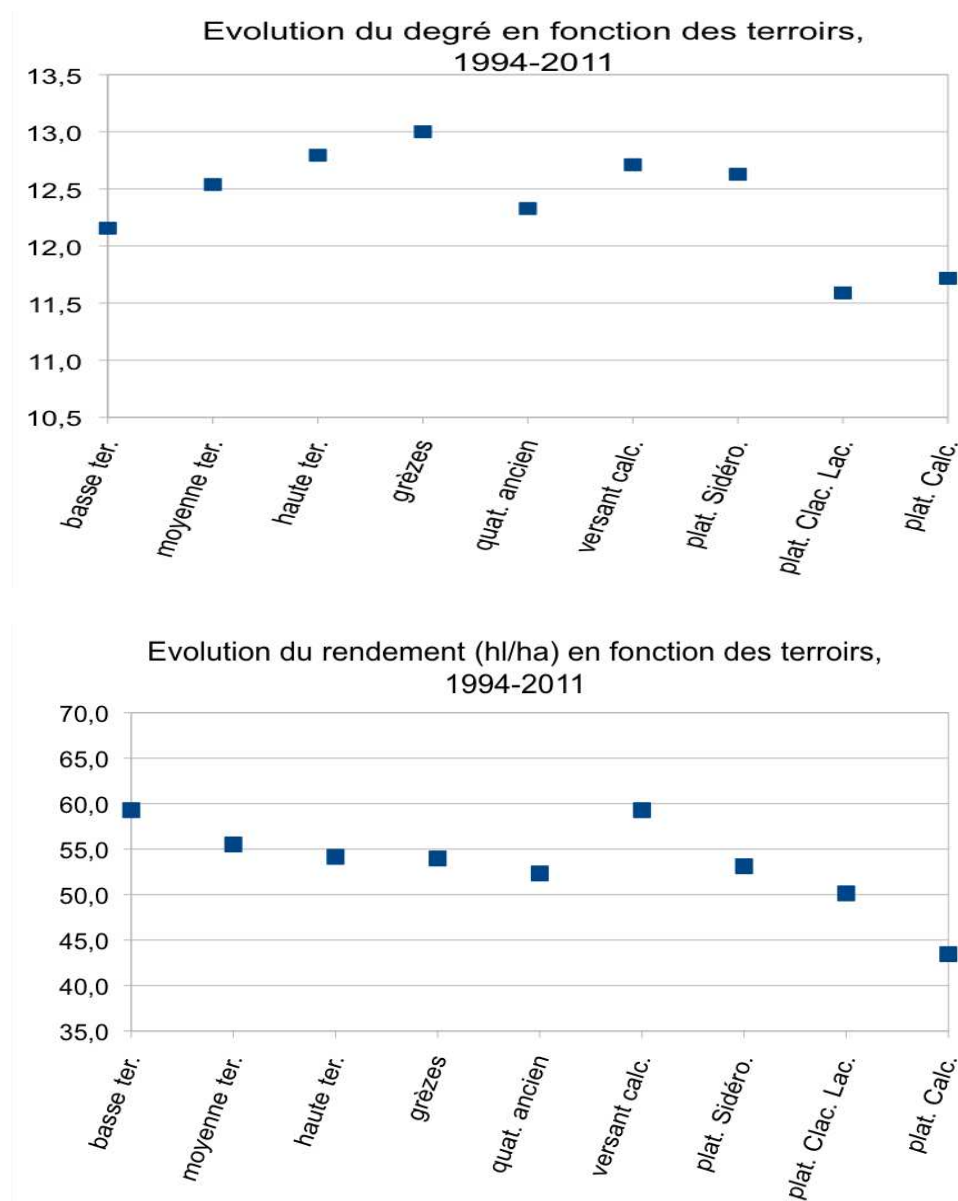 Evolution du degré en fonction des terroirs,
1994-2011
13,5
13,0
12,5
12,0
11,5
11,0
10,5
basse ter.
moyenne ter.
haute ter.
grèzes
quat. ancien
versant calc.
plat. Sidéro.
plat. Clac. Lac.
plat. Calc.
Evolution du rendement (hl/ha) en fonction des terroirs,
1994-2011
70,0
65,0
60,0
55,0
50,0
45,0
40,0
35,0
basse ter.
moyenne ter.
haute ter.
grèzes
quat. ancien
versant calc.
plat. Sidéro.
plat. Clac. Lac.
plat. Calc.